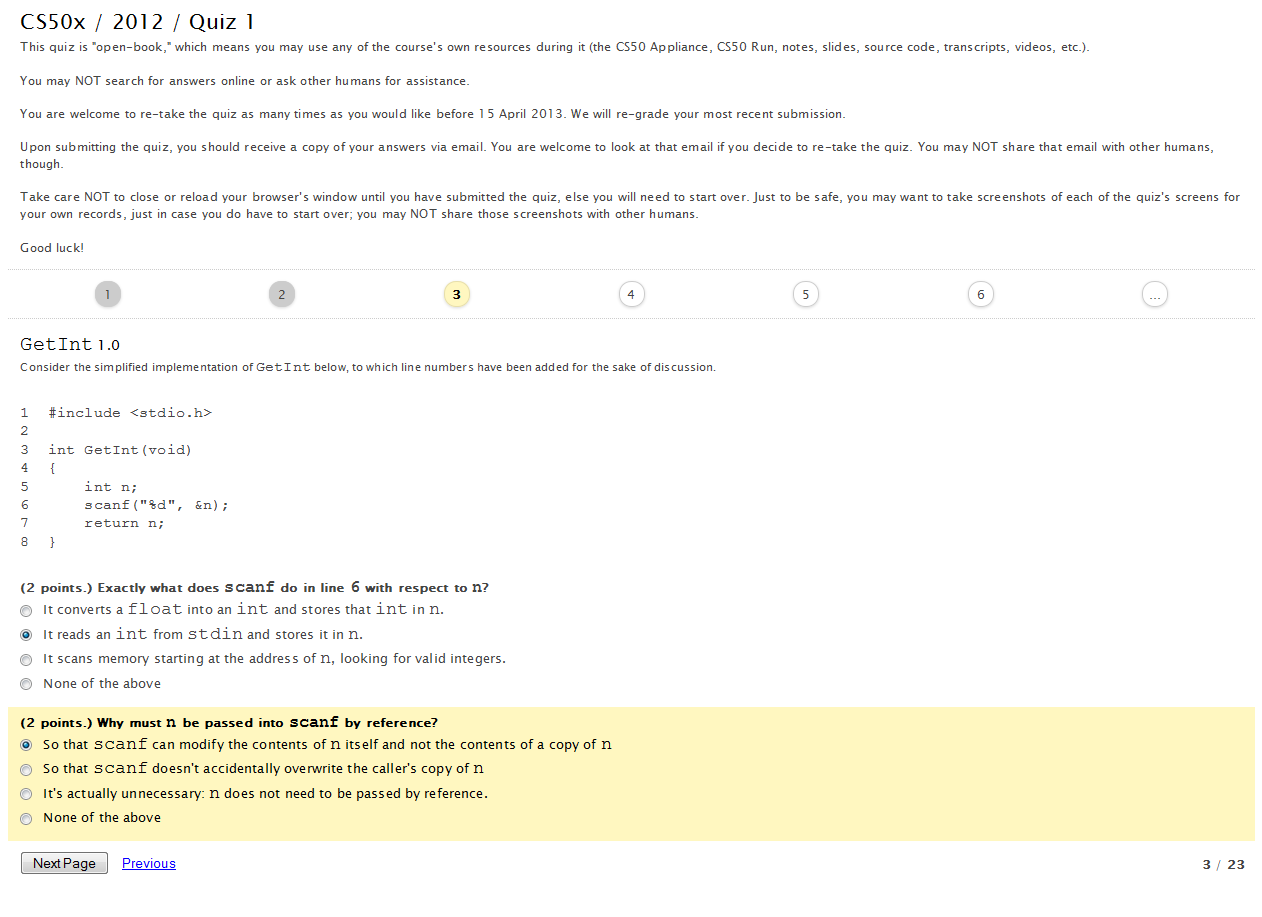 CS50x / 2012 / Quiz 1
This quiz is "open-book," which means you may use any of the course's own resources during it (the CS50 Appliance, CS50 Run, notes, slides, source code, transcripts, videos, etc.).
You may NOT search for answers online or ask other humans for assistance.
You are welcome to re-take the quiz as many times as you would like before 15 April 2013. We will re-grade your most recent submission.
Upon submitting the quiz, you should receive a copy of your answers via email. You are welcome to look at that email if you decide to re-take the quiz. You may NOT share that email with other humans,
though.
Take care NOT to close or reload your browser's window until you have submitted the quiz, else you will need to start over. Just to be safe, you may want to take screenshots of each of the quiz's screens for
your own records, just in case you do have to start over; you may NOT share those screenshots with other humans.
Good luck!
1 2 3 4 5 6 ...
GetInt 1.0
Consider the simplified implementation of GetInt below, to which line numbers have been added for the sake of discussion.
1 #include <stdio.h>
2
3 int GetInt(void)
4 {
5 int n;
6 scanf("%d", &n);
7 return n;
8 }
(2 points.) Exactly what does scanf do in line 6 with respect to n?
It converts a float into an int and stores that int in n.
It reads an int from stdin and stores it in n.
It scans memory starting at the address of n, looking for valid integers.
None of the above
(2 points.) Why must n be passed into scanf by reference?
So that scanf can modify the contents of n itself and not the contents of a copy of n
So that scanf doesn't accidentally overwrite the caller's copy of n
It's actually unnecessary: n does not need to be passed by reference.
None of the above
Next Page Previous 3 / 23